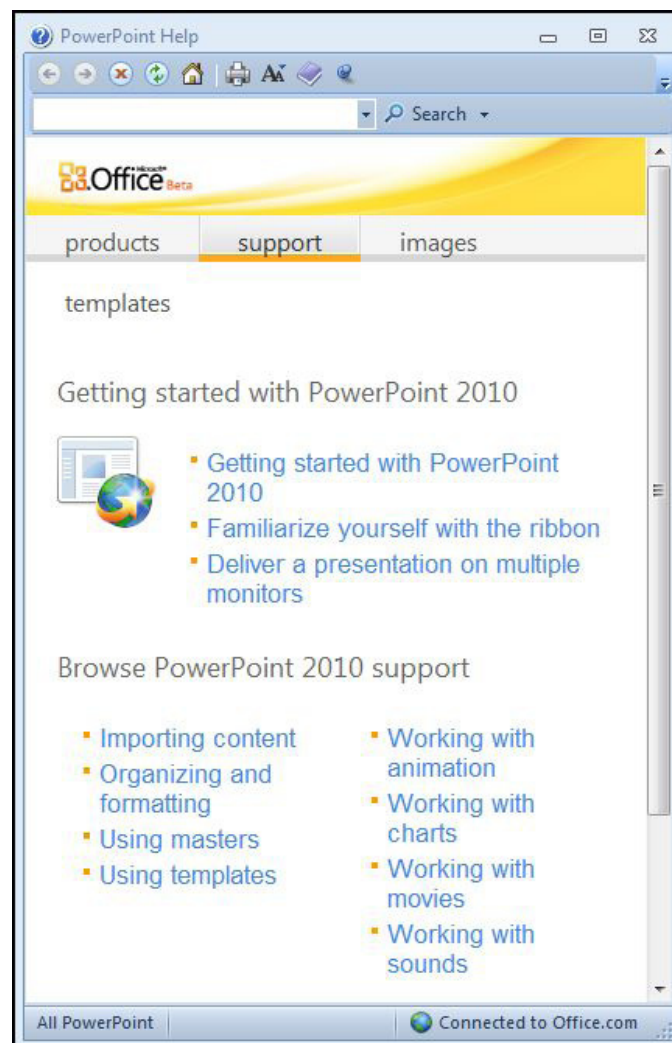 PowerPoint Help
Search
Microsoft®
Office Beta
products support images
templates
Getting started with PowerPoint 2010
Getting started with PowerPoint
2010
Familiarize yourself with the ribbon
Deliver a presentation on multiple
monitors
Browse PowerPoint 2010 support
Importing content
Organizing and
formatting
Using masters
Using templates
Working with
animation
Working with
charts
Working with
movies
Working with
sounds
All PowerPoint
Connected to Office.com